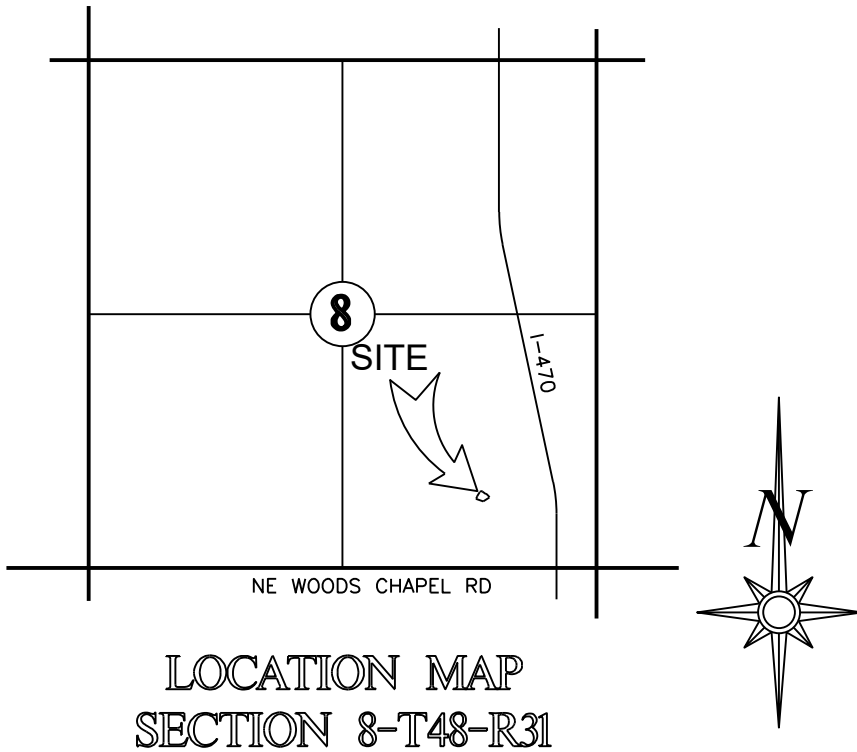 8
SITE
I-470
N
NE WOODS CHAPEL RD
LOCATION MAP
SECTION 8-T48-R31